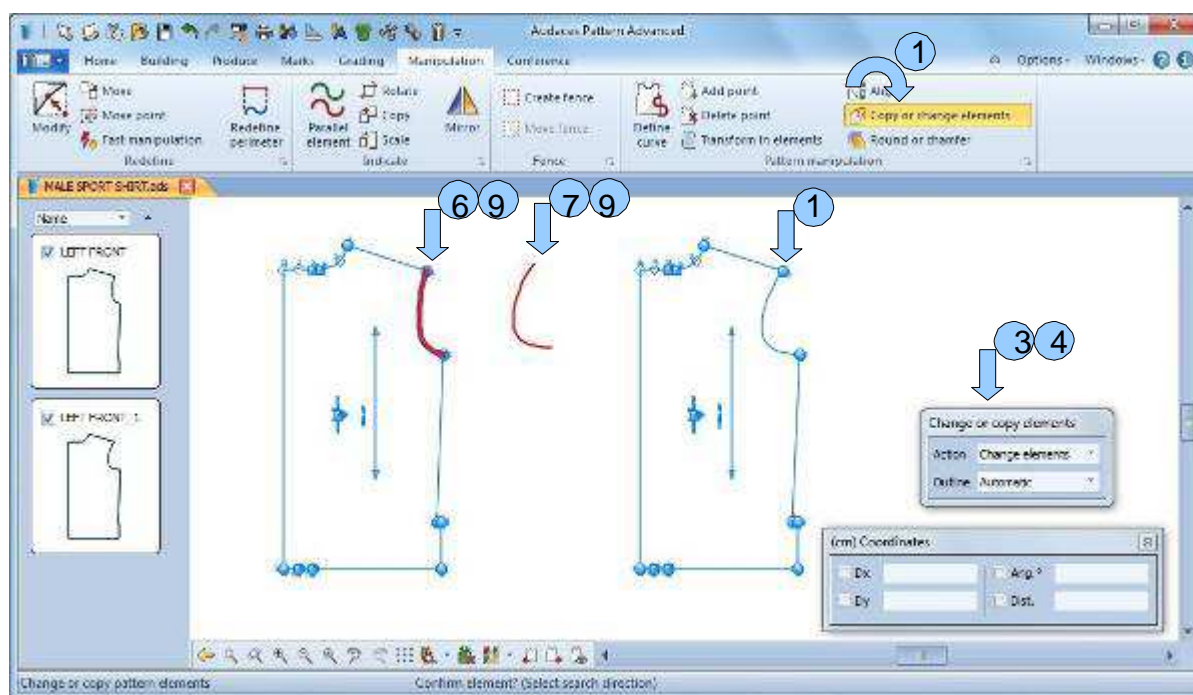 Audaces Pattern Advanced
Home Building Produce Marks Grading Manipulation Conference Options Windows
1
Modify
Move
Move point
Fast manipulation
Redefine perimeter
Redefine
Parallel element
Rotate
Copy
Scale
Mirror
Indicate
Create fence
Move fence
Fence
Define curve
Add point
Delete point
Transform in elements
Copy or change elements
Round or chamfer
Pattern manipulation
MALE SPORT SHIRT.pds
Name
LEFT FRONT
LEFT FRONT 1
6 9
7 9
1
3 4
Change or copy elements
Action Change elements
Outline Automatic
(cm) Coordinates
Dx Ang.º
Dy Dist.
Change or copy pattern elements
Confirm element? (Select search direction)